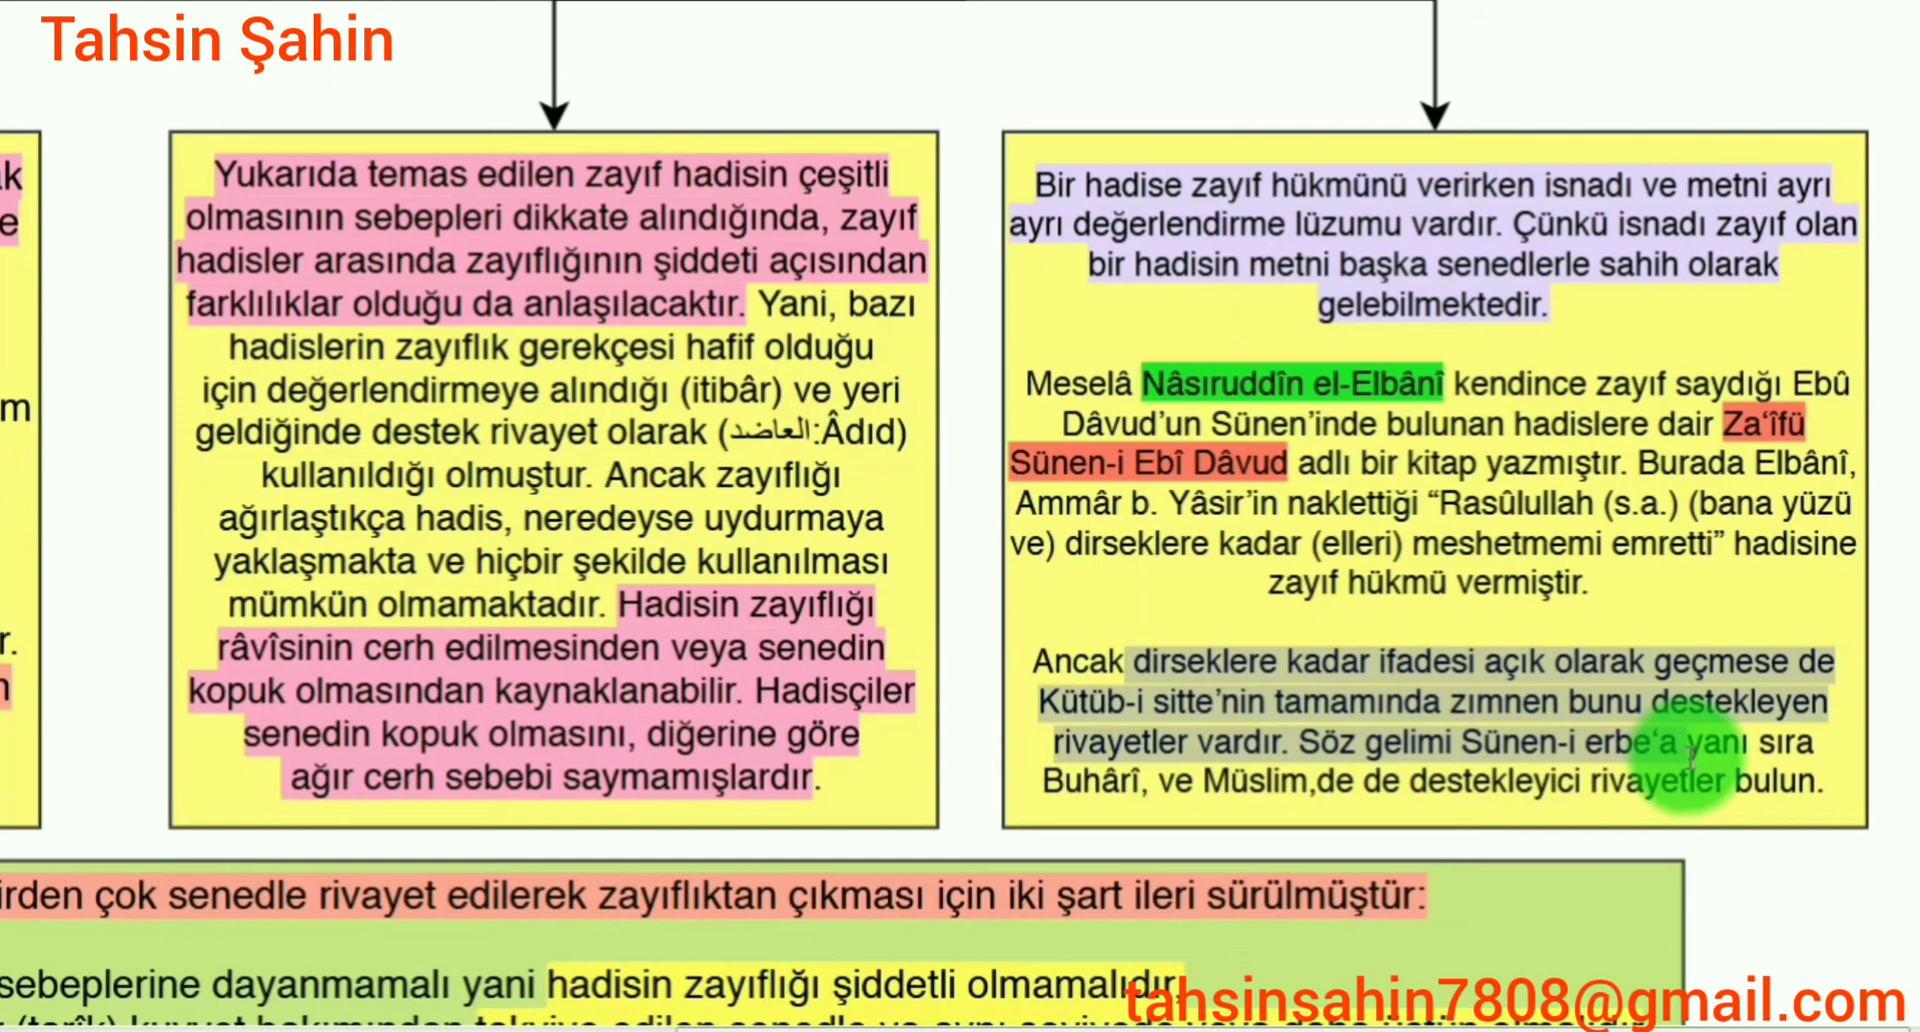 Tahsin Şahin
ak
e
m
r.
n
Yukarıda temas edilen zayıf hadisin çeşitli
olmasının sebepleri dikkate alındığında, zayıf
hadisler arasında zayıflığının şiddeti açısından
farklılıklar olduğu da anlaşılacaktır. Yani, bazı
hadislerin zayıflık gerekçesi hafif olduğu
için değerlendirmeye alındığı (itibâr) ve yeri
geldiğinde destek rivayet olarak (العاضد:Âdıd)
kullanıldığı olmuştur. Ancak zayıflığı
ağırlaştıkça hadis, neredeyse uydurmaya
yaklaşmakta ve hiçbir şekilde kullanılması
mümkün olmamaktadır. Hadisin zayıflığı
râvîsinin cerh edilmesinden veya senedin
kopuk olmasından kaynaklanabilir. Hadisçiler
senedin kopuk olmasını, diğerine göre
ağır cerh sebebi saymamışlardır.
Bir hadise zayıf hükmünü verirken isnadı ve metni ayrı
ayrı değerlendirme lüzumu vardır. Çünkü isnadı zayıf olan
bir hadisin metni başka senedlerle sahih olarak
gelebilmektedir.
Meselâ Nâsıruddîn el-Elbânî kendince zayıf saydığı Ebû
Dâvud’un Sünen’inde bulunan hadislere dair Za‘îfü
Sünen-i Ebî Dâvud adlı bir kitap yazmıştır. Burada Elbânî,
Ammâr b. Yâsir’in naklettiği “Rasûlullah (s.a.) (bana yüzü
ve) dirseklere kadar (elleri) meshetmemi emretti” hadisine
zayıf hükmü vermiştir.
Ancak dirseklere kadar ifadesi açık olarak geçmese de
Kütüb-i sitte’nin tamamında zımnen bunu destekleyen
rivayetler vardır. Söz gelimi Sünen-i erbe‘a yanı sıra
Buhârî, ve Müslim,de de destekleyici rivayetler bulun.
irden çok senedle rivayet edilerek zayıflıktan çıkması için iki şart ileri sürülmüştür:
sebeplerine dayanmamalı yani hadisin zayıflığı şiddetli olmamalıdır,
tahsinsahin7808@gmail.com